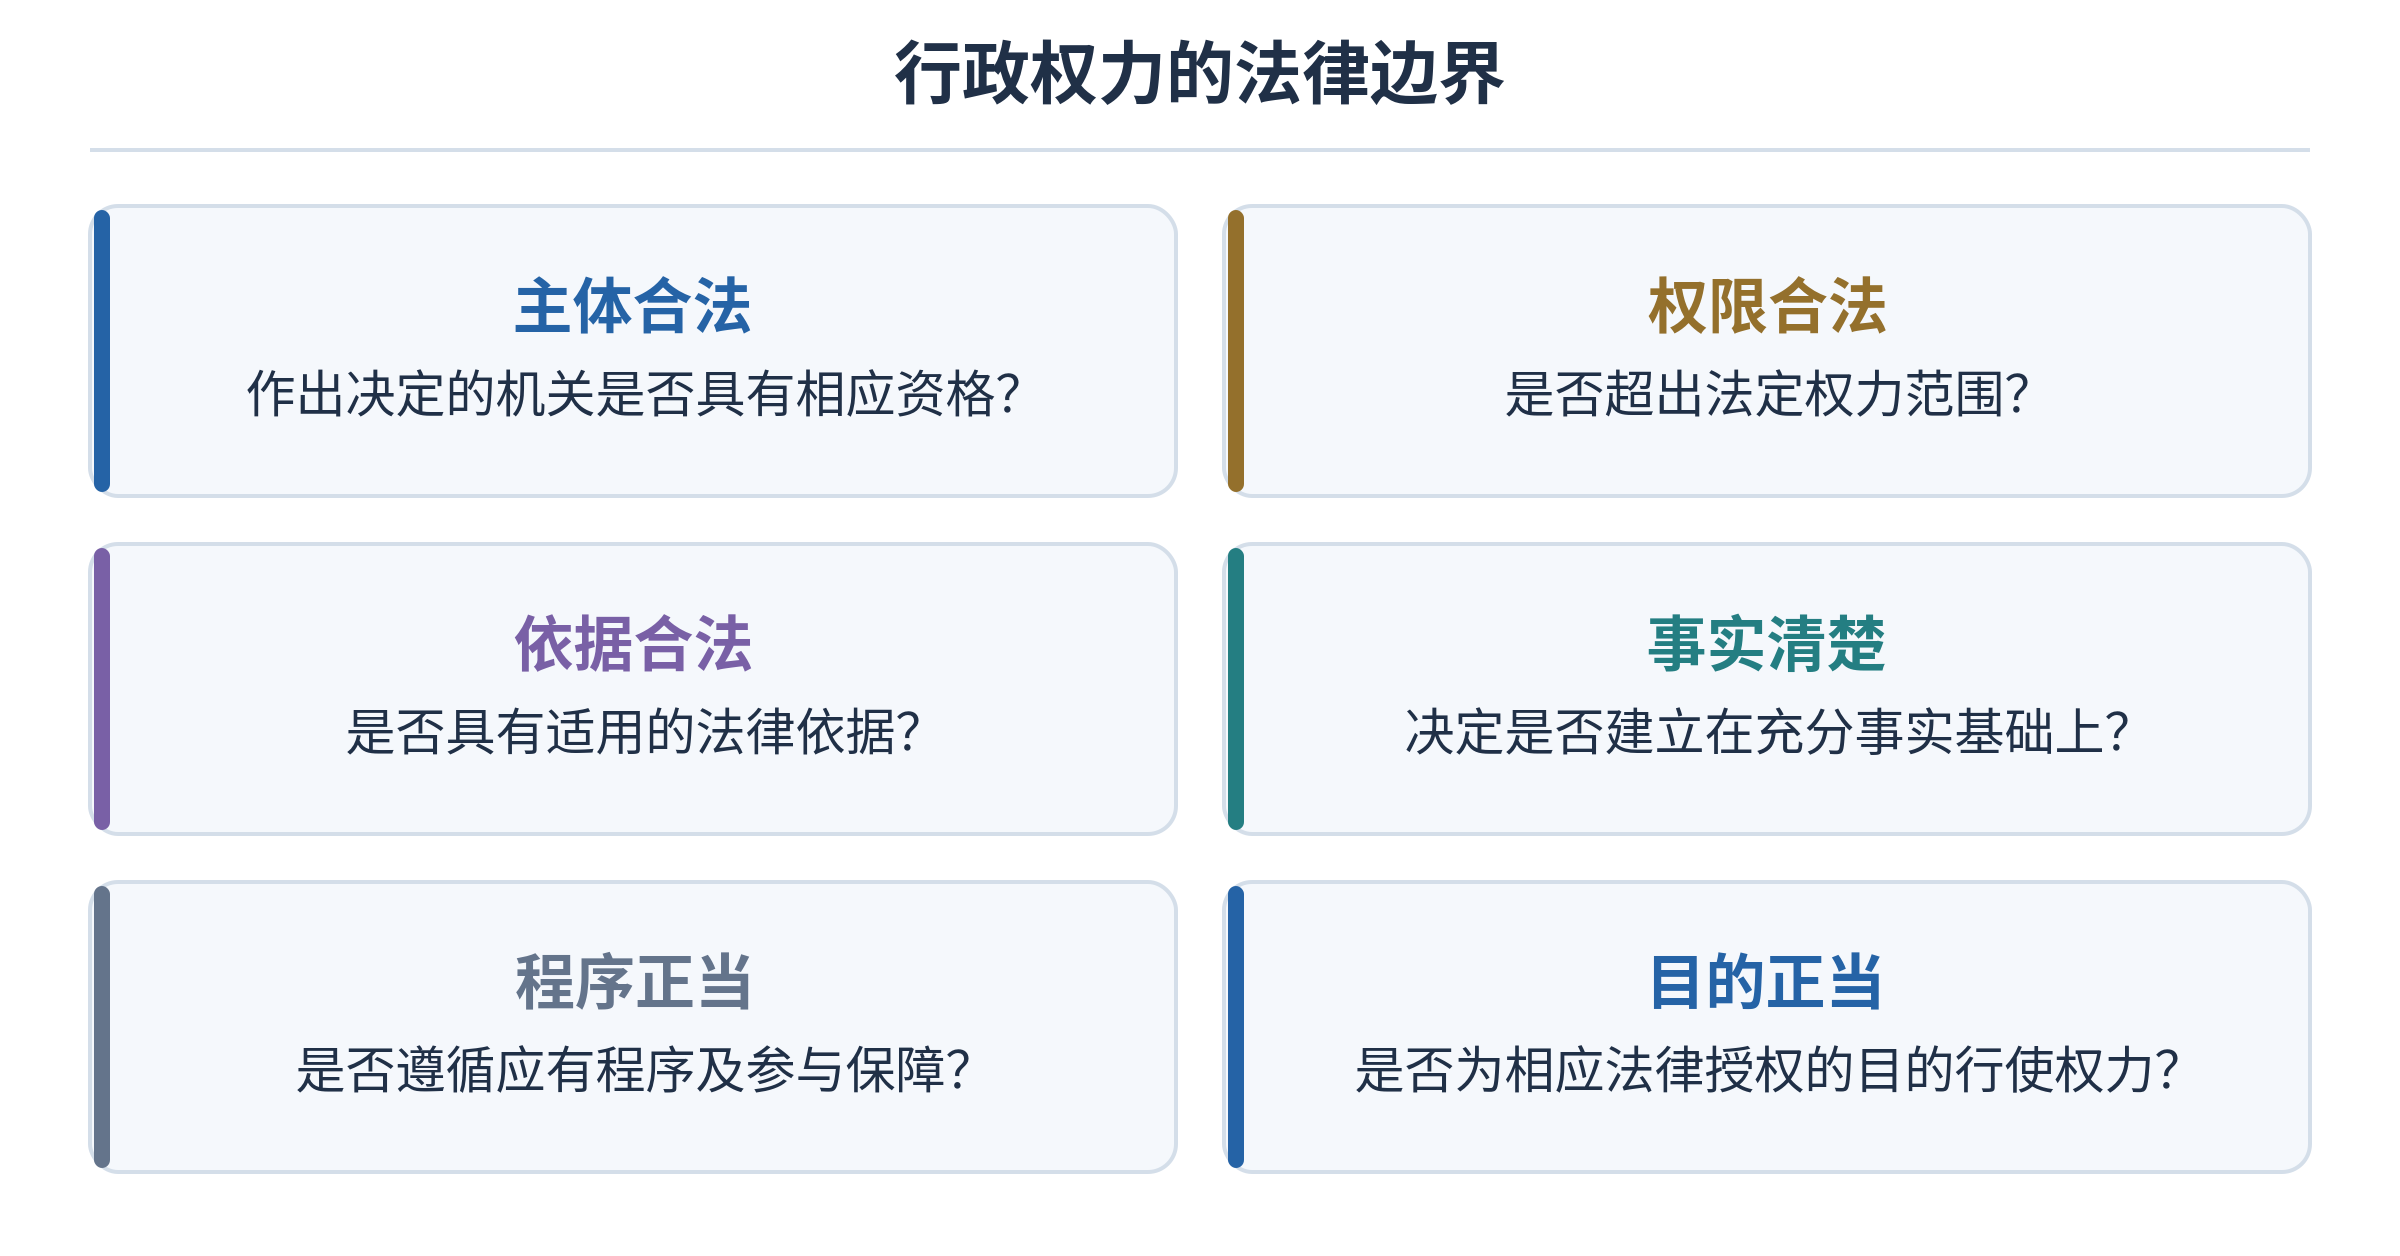 行政权力的法律边界
主体合法
作出决定的机关是否具有相应资格？
权限合法
是否超出法定权力范围？
依据合法
是否具有适用的法律依据？
事实清楚
决定是否建立在充分事实基础上？
程序正当
是否遵循应有程序及参与保障？
目的正当
是否为相应法律授权的目的行使权力？